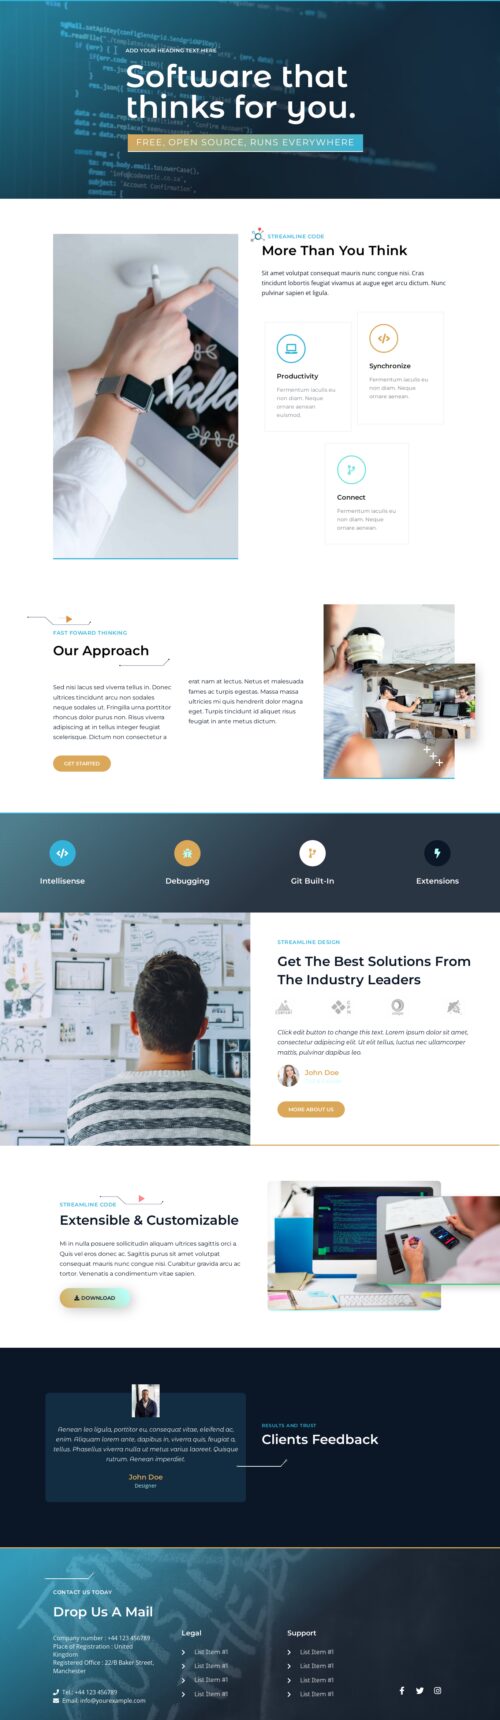 ADD YOUR HEADING TEXT HERE
Software that
thinks for you.
FREE, OPEN SOURCE, RUNS EVERYWHERE
STREAMLINE CODE
More Than You Think
Sit amet volutpat consequat mauris nunc congue nisi. Cras
tincidunt lobortis feugiat vivamus at augue eget arcu dictum. Nunc
pulvinar sapien et ligula.
hello
Productivity
Fermentum iaculis eu
non diam. Neque
ornare aenean
euismod.
Synchronize
Fermentum iaculis eu
non diam. Neque
ornare aenean.
Connect
Fermentum iaculis eu
non diam. Neque
ornare aenean.
FAST FOWARD THINKING
Our Approach
Sed nisi lacus sed viverra tellus in. Donec
ultrices tincidunt arcu non sodales
neque sodales ut. Fringilla urna porttitor
rhoncus dolor purus non. Risus viverra
adipiscing at in tellus integer feugiat
scelerisque. Dictum non consectetur a
erat nam at lectus. Netus et malesuada
fames ac turpis egestas. Massa massa
ultricies mi quis hendrerit dolor magna
eget. Turpis tincidunt id aliquet risus
feugiat in ante metus dictum.
GET STARTED
Intellisense
Debugging
Git Built-In
Extensions
STREAMLINE DESIGN
Get The Best Solutions From
The Industry Leaders
Click edit button to change this text. Lorem ipsum dolor sit amet,
consectetur adipiscing elit. Ut elit tellus, luctus nec ullamcorper
mattis, pulvinar dapibus leo.
John Doe
MORE ABOUT US
STREAMLINE CODE
Extensible & Customizable
Mi in nulla posuere sollicitudin aliquam ultrices sagittis orci a.
Quis vel eros donec ac. Sagittis purus sit amet volutpat
consequat mauris nunc congue nisi. Curabitur gravida arcu ac
tortor. Venenatis a condimentum vitae sapien.
DOWNLOAD
Aenean leo ligula, porttitor eu, consequat vitae, eleifend ac,
enim. Aliquam lorem ante, dapibus in, viverra quis, feugiat a,
tellus. Phasellus viverra nulla ut metus varius laoreet. Quisque
rutrum. Aenean imperdiet.
John Doe
Designer
RESULTS AND TRUST
Clients Feedback
CONTACT US TODAY
Drop Us A Mail
Company number : +44 123 456789
Place of Registration : United
Kingdom
Registered Office : 22/B Baker Street,
Manchester
Tel.: +44 123 456789
Email: info@yourexample.com
Legal
List Item #1
List Item #1
List Item #1
List Item #1
Support
List Item #1
List Item #1
List Item #1
List Item #1